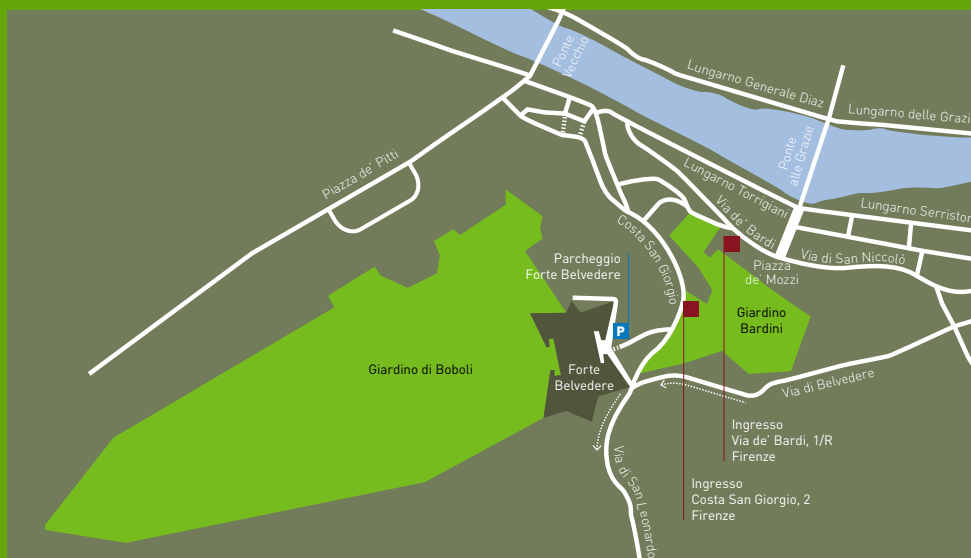 Ponte
Vecchio
Lungarno Generale Diaz
Lungarno delle Grazi
Ponte
alle Grazie
Piazza de' Pitti
Lungarno Torrigiani
Via de' Bardi
Lungarno Serristor
Costa San Giorgio
Via di San Niccoló
Piazza
de' Mozzi
Parcheggio
Forte Belvedere
P
Giardino
Bardini
Giardino di Boboli
Forte
Belvedere
Via di Belvedere
Ingresso
Via de' Bardi, 1/R
Firenze
Via di San Leonardo
Ingresso
Costa San Giorgio, 2
Firenze